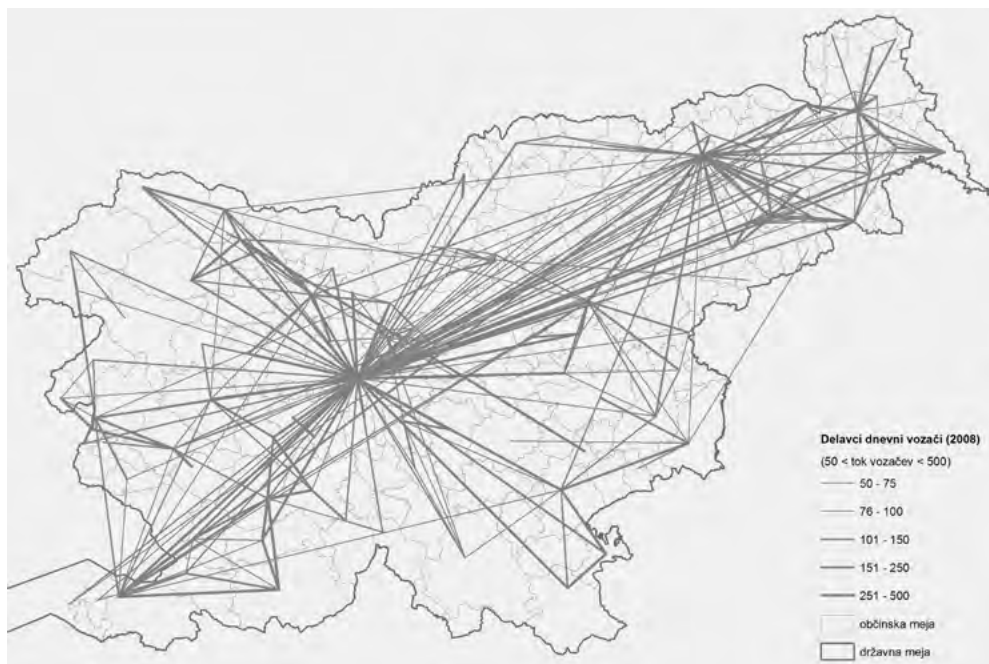 Delavci dnevni vozači (2008)
(50 < tok vozačev < 500)
50 - 75
76 - 100
101 - 150
151 - 250
251 - 500
občinska meja
državna meja